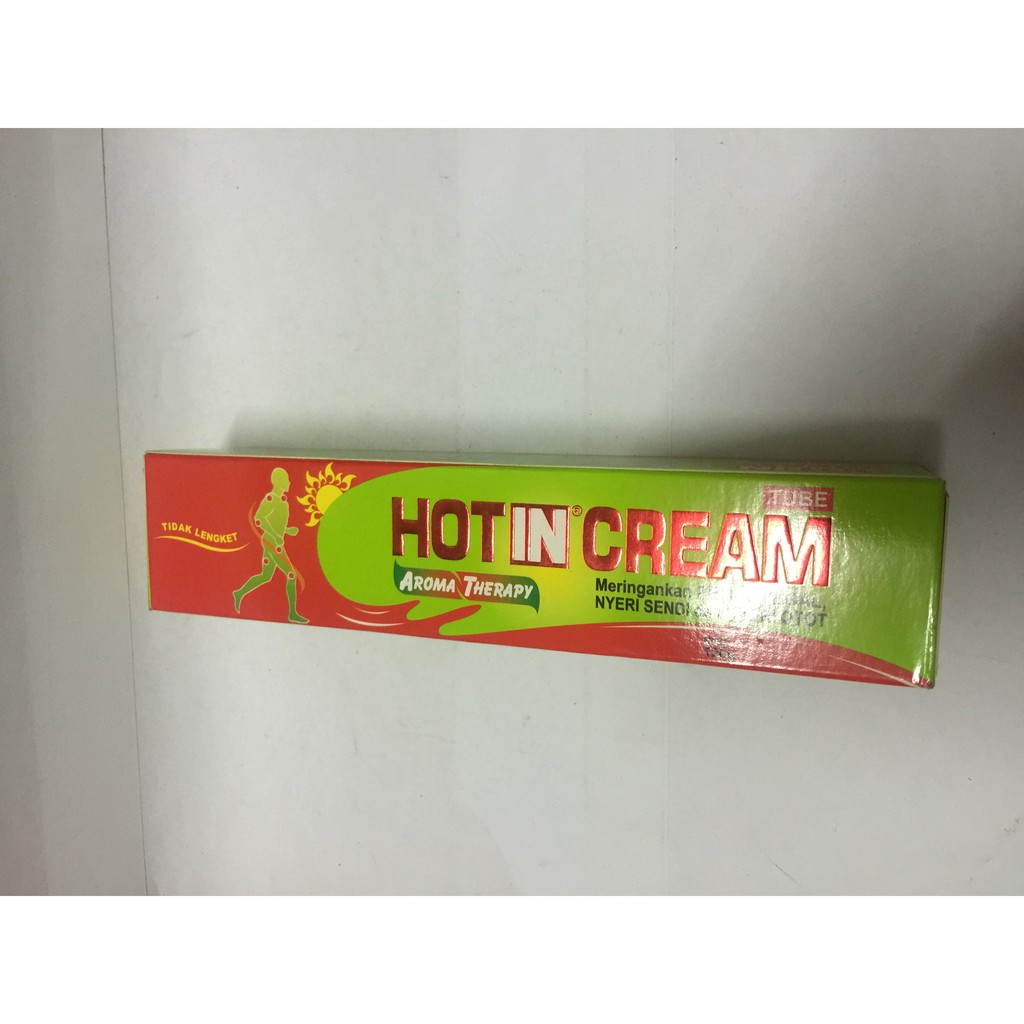 TIDAK LENGKET
TUBE
HOT IN® CREAM
AROMA THERAPY
Meringankan
NYERI SENDI OTOT